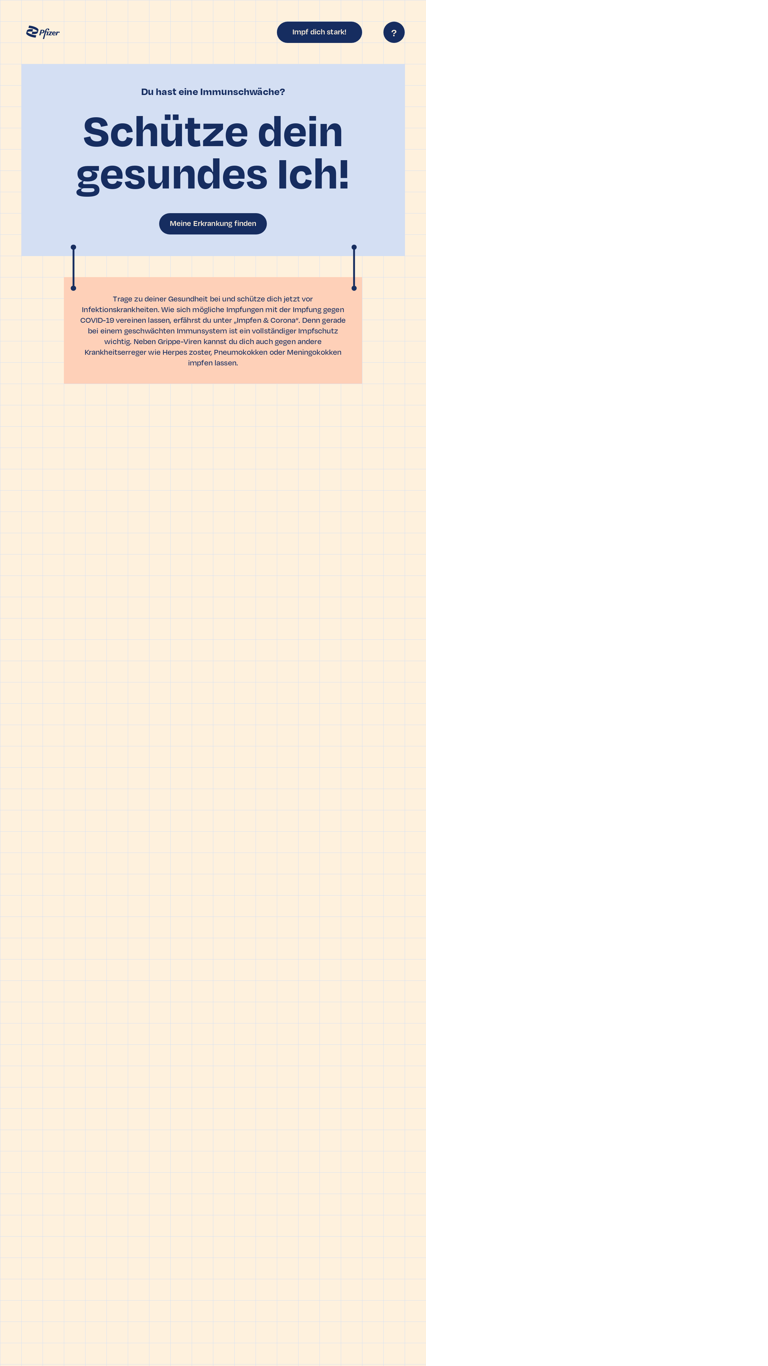 Pfizer
Impf dich stark!
?
Du hast eine Immunschwäche?
Schütze dein
gesundes Ich!
Meine Erkrankung finden
Trage zu deiner Gesundheit bei und schütze dich jetzt vor
Infektionskrankheiten. Wie sich mögliche Impfungen mit der Impfung gegen
COVID-19 vereinen lassen, erfährst du unter „Impfen & Corona“. Denn gerade
bei einem geschwächten Immunsystem ist ein vollständiger Impfschutz
wichtig. Neben Grippe-Viren kannst du dich auch gegen andere
Krankheitserreger wie Herpes zoster, Pneumokokken oder Meningokokken
impfen lassen.